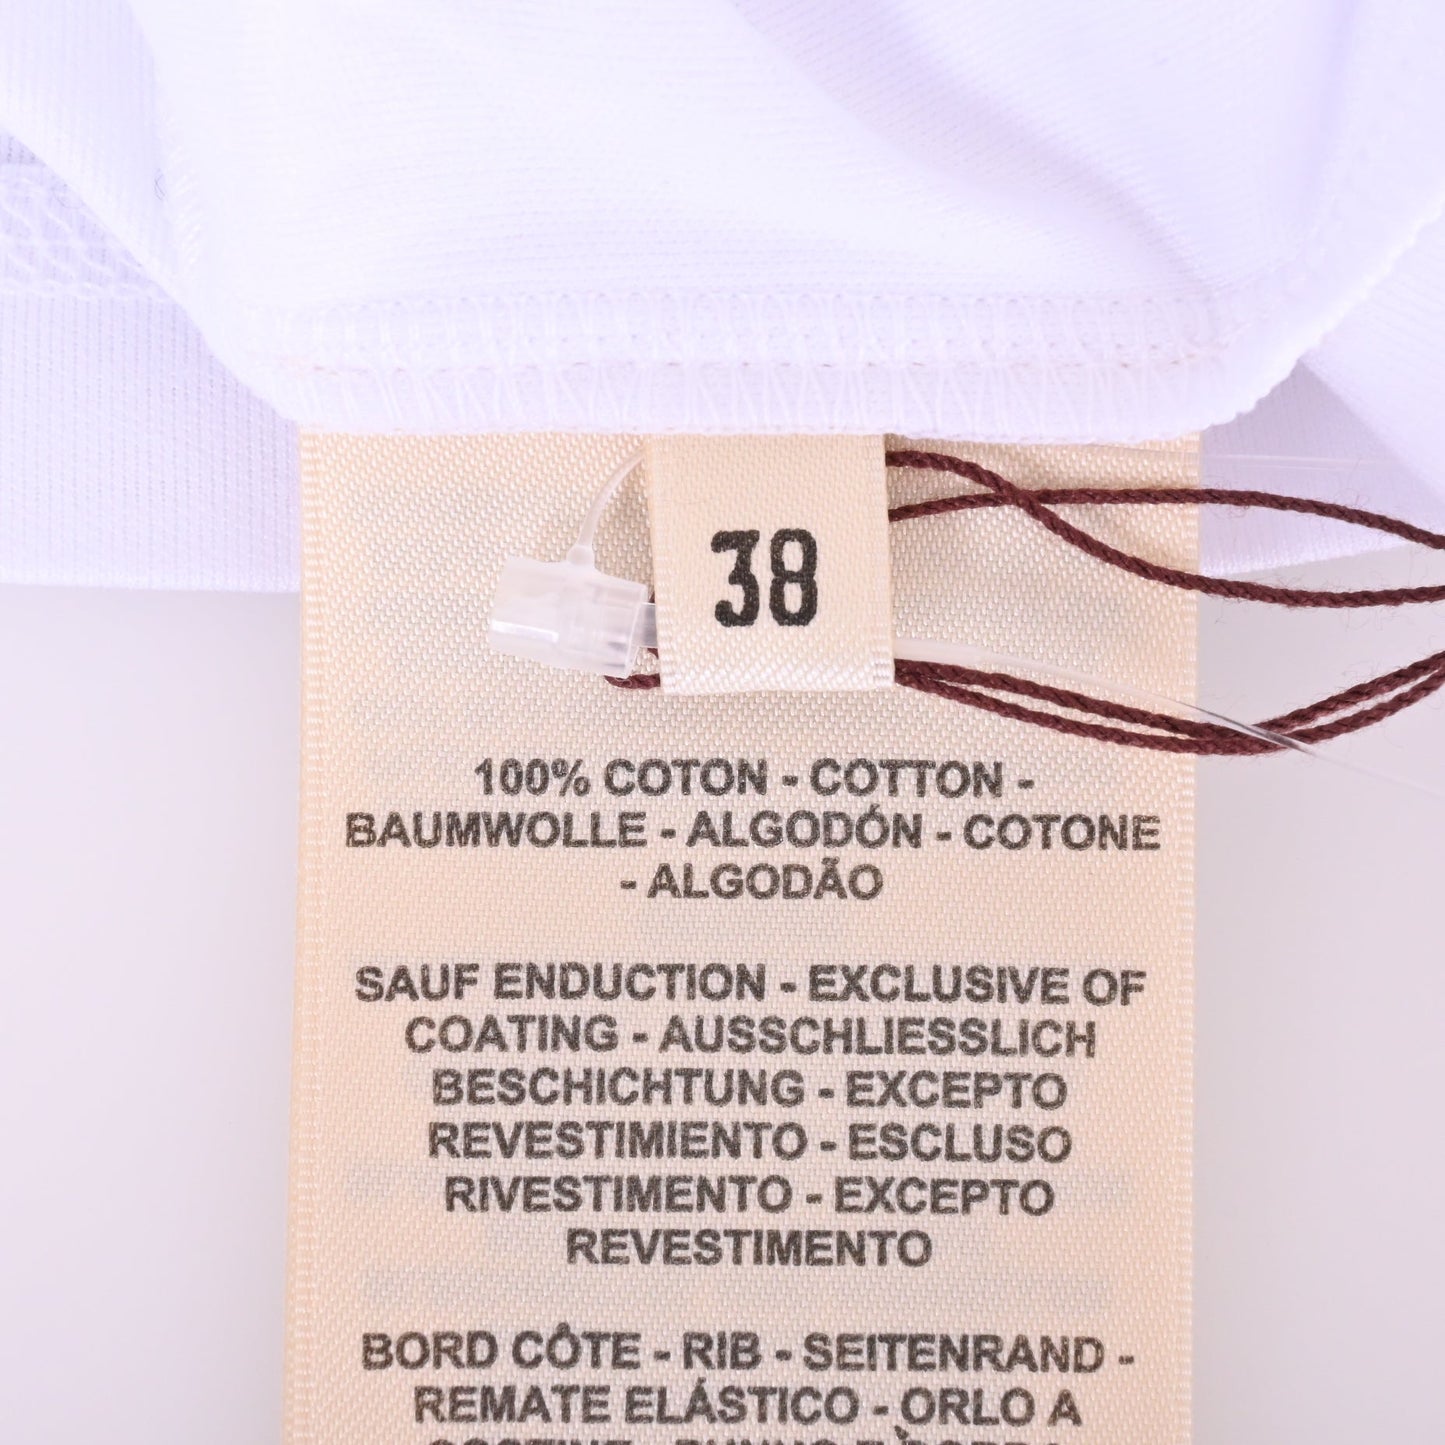 38
100% COTON - COTTON -
BAUMWOLLE - ALGODÓN - COTONE
- ALGODÃO
SAUF ENDUCTION - EXCLUSIVE OF
COATING - AUSSCHLIESSLICH
BESCHICHTUNG - EXCEPTO
REVESTIMIENTO - ESCLUSO
RIVESTIMENTO - EXCEPTO
REVESTIMENTO
BORD CÔTE - RIB - SEITENRAND -
REMATE ELÁSTICO - ORLO A